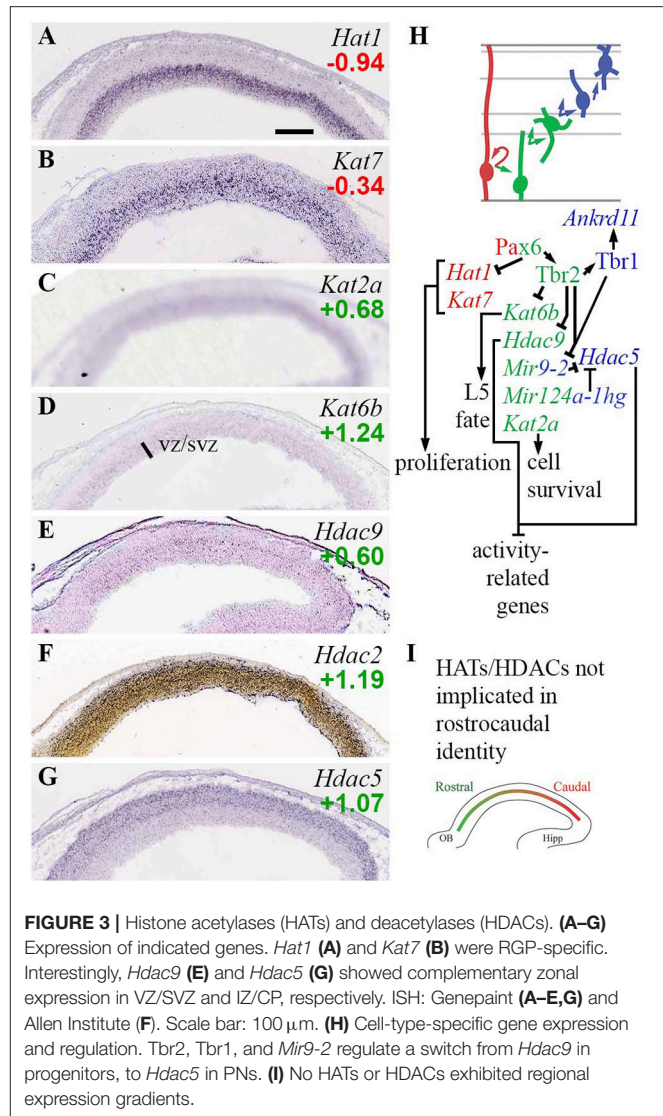 A
Hat1
-0.94
B
Kat7
-0.34
C
Kat2a
+0.68
D
Kat6b
+1.24
vz/svz
E
Hdac9
+0.60
F
Hdac2
+1.19
G
Hdac5
+1.07
H
Ankrd11
Pax6
Tbr1
Hat1
Tbr2
Kat7
Kat6b
Hdac9
Mir9-2
Hdac5
L5
Mir124a-1hg
fate
Kat2a
proliferation
cell
survival
activity-
related
genes
I
HATs/HDACs not
implicated in
rostrocaudal
identity
Rostral
Caudal
OB
Hipp
FIGURE 3 | Histone acetylases (HATs) and deacetylases (HDACs). (A–G)
Expression of indicated genes. Hat1 (A) and Kat7 (B) were RGP-specific.
Interestingly, Hdac9 (E) and Hdac5 (G) showed complementary zonal
expression in VZ/SVZ and IZ/CP, respectively. ISH: Genepaint (A–E,G) and
Allen Institute (F). Scale bar: 100 μm. (H) Cell-type-specific gene expression
and regulation. Tbr2, Tbr1, and Mir9-2 regulate a switch from Hdac9 in
progenitors, to Hdac5 in PNs. (I) No HATs or HDACs exhibited regional
expression gradients.